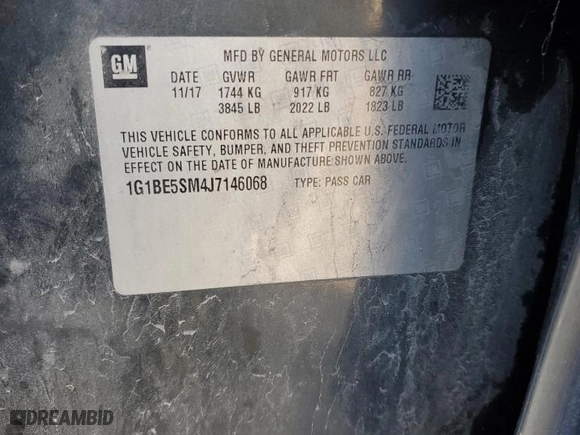 GM
MFD BY GENERAL MOTORS LLC
DATE GVWR GAWR FRT GAWR RR
11/17 1744 KG 917 KG 827 KG
3845 LB 2022 LB 1823 LB
THIS VEHICLE CONFORMS TO ALL APPLICABLE U.S. FEDERAL MOTOR
VEHICLE SAFETY, BUMPER, AND THEFT PREVENTION STANDARDS IN
EFFECT ON THE DATE OF MANUFACTURE SHOWN ABOVE.
1G1BE5SM4J7146068 TYPE: PASS CAR
DREAMBID